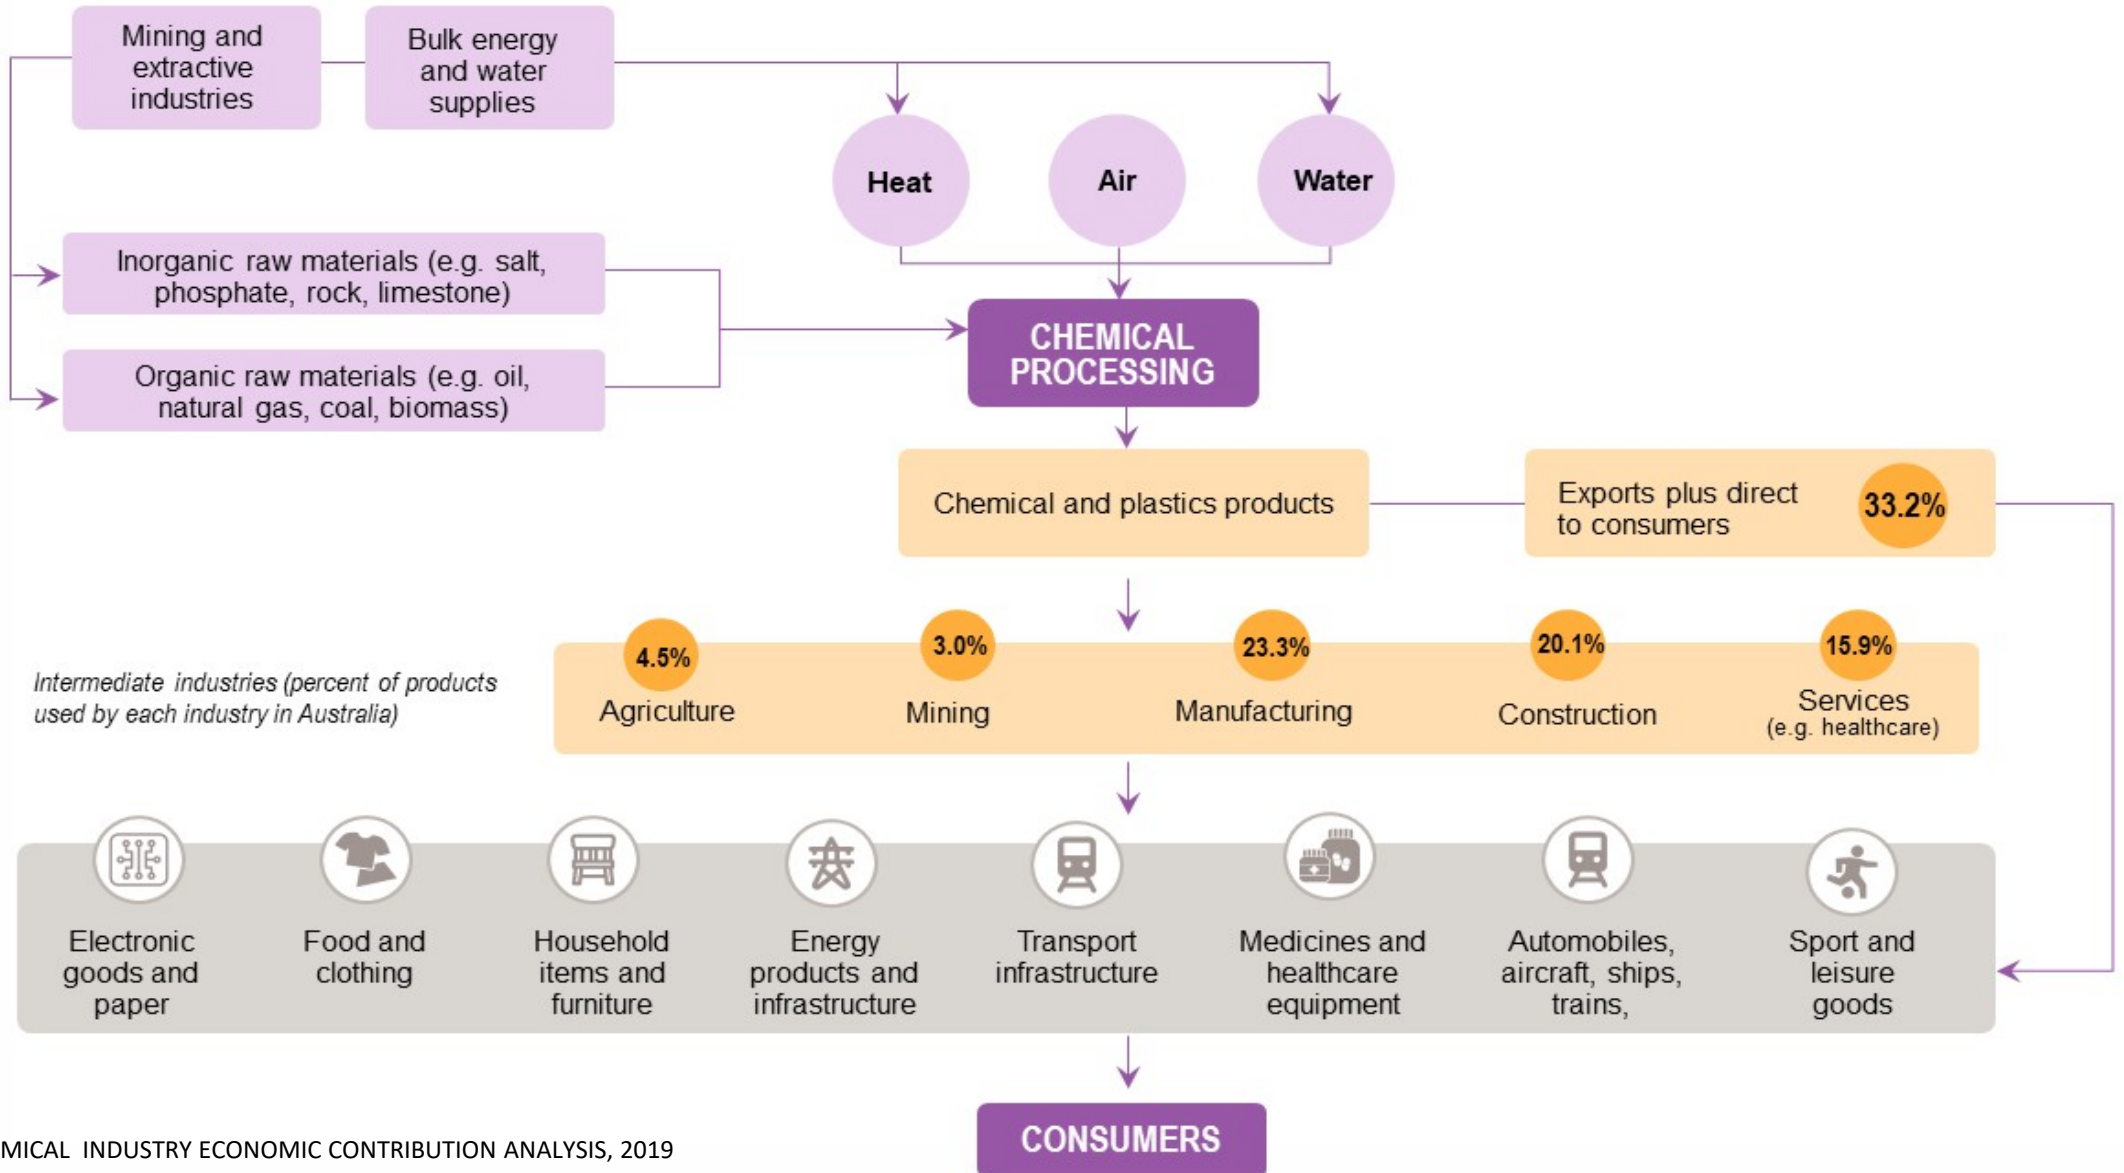 Mining and
extractive
industries
Bulk energy
and water
supplies
Heat
Air
Water
Inorganic raw materials (e.g. salt,
phosphate, rock, limestone)
Organic raw materials (e.g. oil,
natural gas, coal, biomass)
CHEMICAL
PROCESSING
Chemical and plastics products
Exports plus direct
to consumers
33.2%
Intermediate industries (percent of products
used by each industry in Australia)
4.5%
Agriculture
3.0%
Mining
23.3%
Manufacturing
20.1%
Construction
15.9%
Services
(e.g. healthcare)
Electronic
goods and
paper
Food and
clothing
Household
items and
furniture
Energy
products and
infrastructure
Transport
infrastructure
Medicines and
healthcare
equipment
Automobiles,
aircraft, ships,
trains,
Sport and
leisure
goods
CONSUMERS
MICAL INDUSTRY ECONOMIC CONTRIBUTION ANALYSIS, 2019